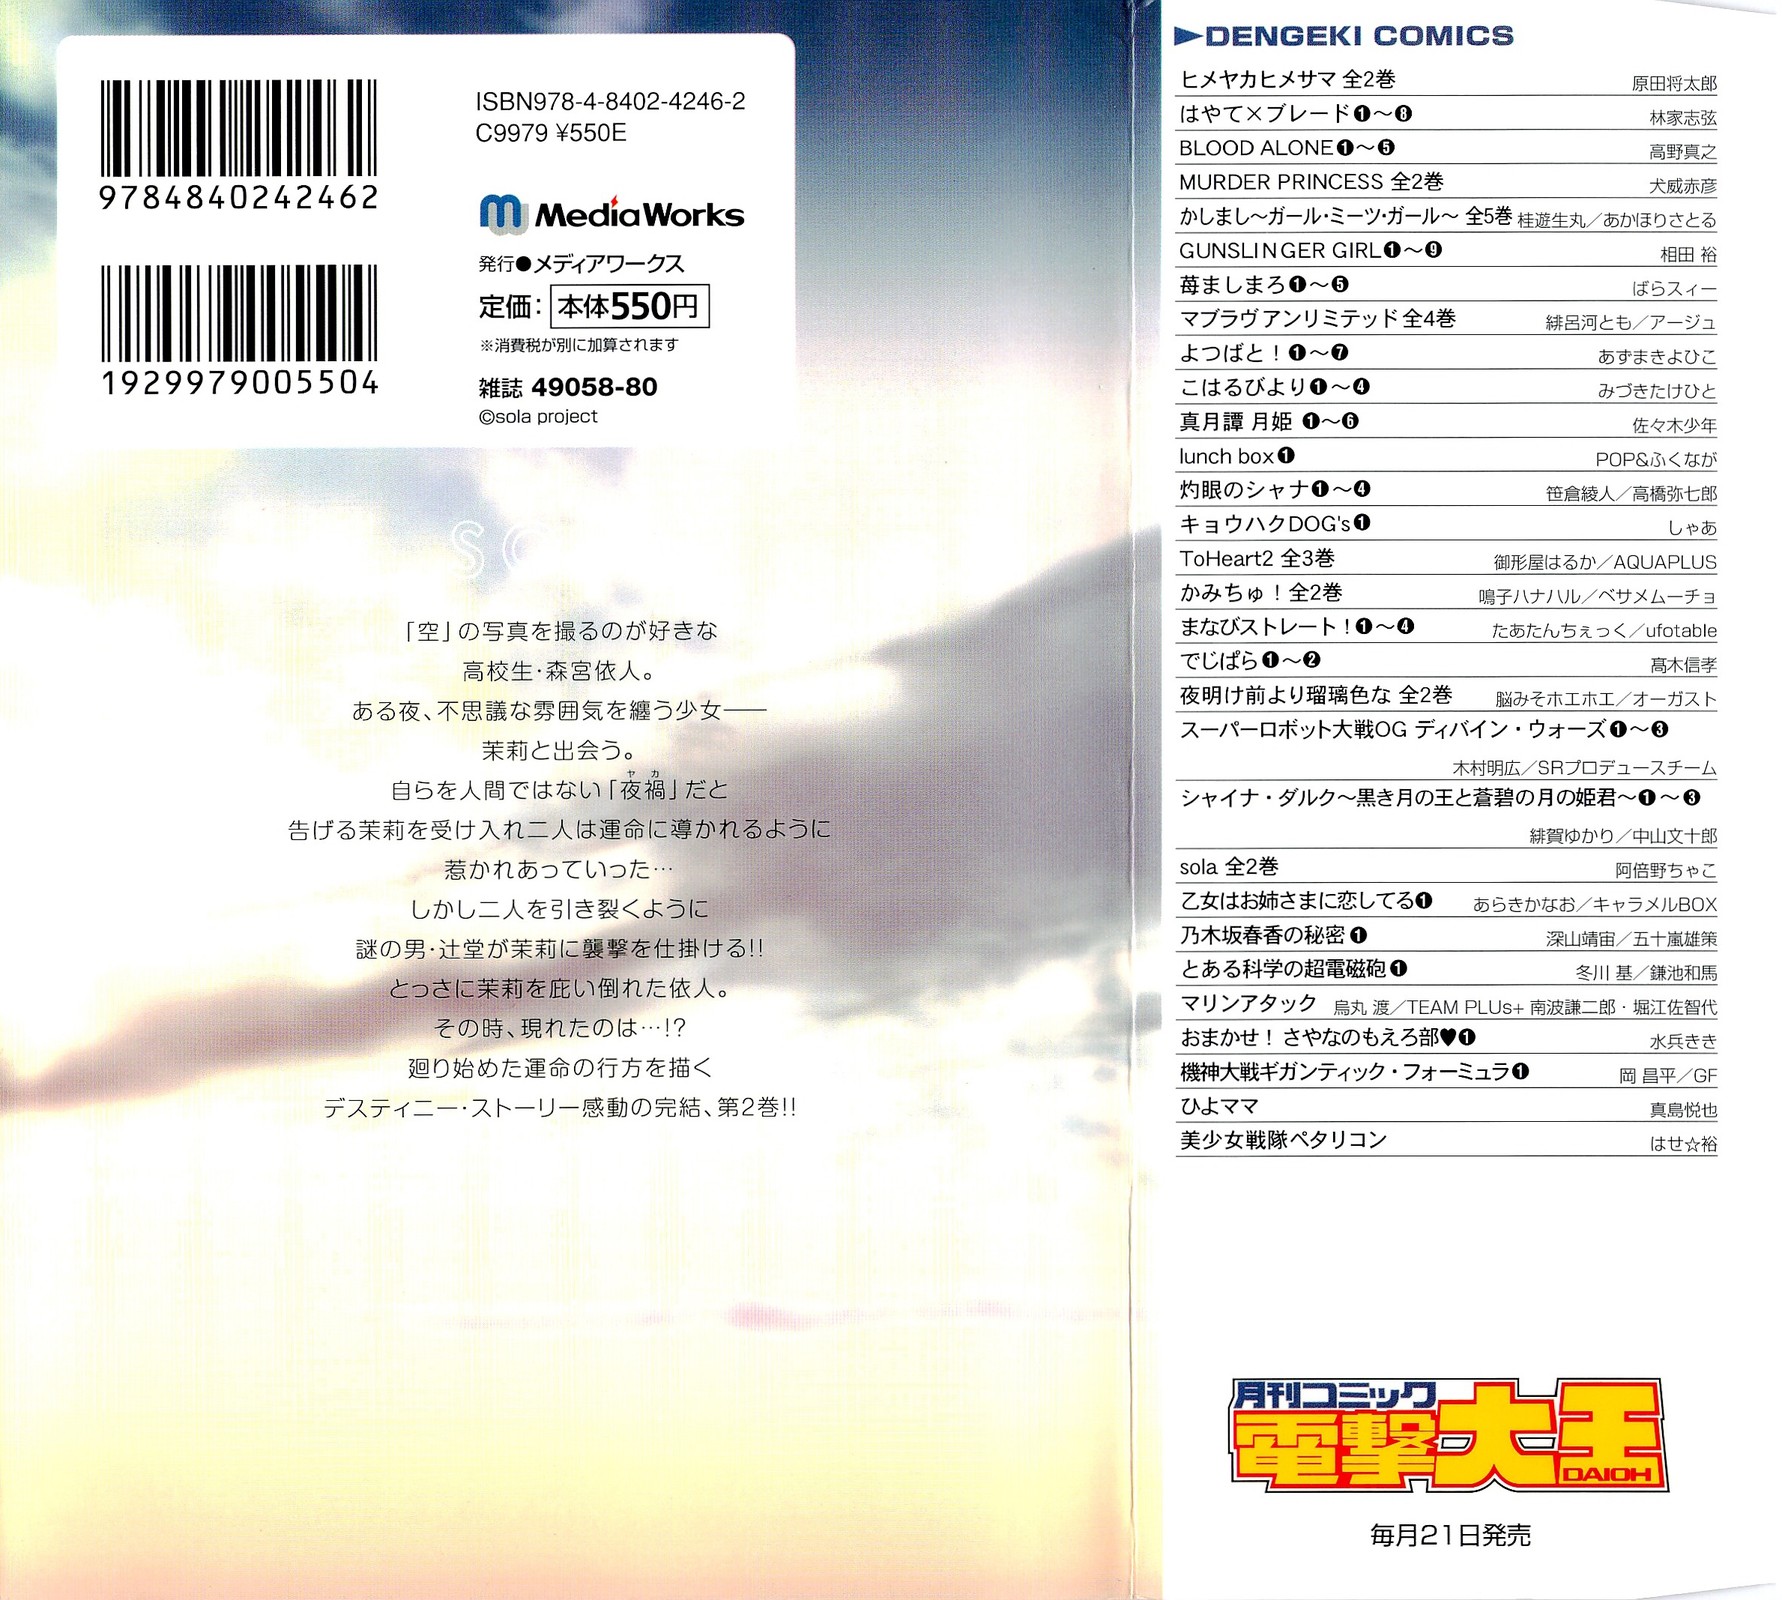 9784840242462
1929979005504
ISBN978-4-8402-4246-2
C9979 ¥550E
MediaWorks
発行●メディアワークス
定価：本体550円
※消費税が別に加算されます
雑誌 49058-80
©sola project
「空」の写真を撮るのが好きな
高校生・森宮依人。
ある夜、不思議な雰囲気を纏う少女――
茉莉と出会う。
自らを人間ではない「夜禍」だと
ヤカ
告げる茉莉を受け入れ二人は運命に導かれるように
惹かれあっていった…
しかし二人を引き裂くように
謎の男・辻堂が茉莉に襲撃を仕掛ける!!
とっさに茉莉を庇い倒れた依人。
その時、現れたのは…!?
廻り始めた運命の行方を描く
デスティニー・ストーリー感動の完結、第2巻!!
▶DENGEKI COMICS
ヒメヤカヒメサマ 全2巻 原田将太郎
はやて×ブレード❶～❽ 林家志弦
BLOOD ALONE❶～❺ 高野真之
MURDER PRINCESS 全2巻 犬威赤彦
かしまし～ガール・ミーツ・ガール～ 全5巻 桂遊生丸／あかほりさとる
GUNSLINGER GIRL❶～❾ 相田 裕
苺ましまろ❶～❺ ばらスィー
マブラヴ アンリミテッド 全4巻 緋呂河とも／アージュ
よつばと！❶～❼ あずまきよひこ
こはるびより❶～❹ みづきたけひと
真月譚 月姫 ❶～❻ 佐々木少年
lunch box❶ POP&ふくなが
灼眼のシャナ❶～❹ 笹倉綾人／高橋弥七郎
キョウハクDOG's❶ しゃあ
ToHeart2 全3巻 御形屋はるか／AQUAPLUS
かみちゅ！全2巻 鳴子ハナハル／ベサメムーチョ
まなびストレート！❶～❹ たあたんちぇっく／ufotable
でじぱら❶～❷ 髙木信孝
夜明け前より瑠璃色な 全2巻 脳みそホエホエ／オーガスト
スーパーロボット大戦OG ディバイン・ウォーズ❶～❸
木村明広／SRプロデュースチーム
シャイナ・ダルク～黒き月の王と蒼碧の月の姫君～❶～❸
緋賀ゆかり／中山文十郎
sola 全2巻 阿倍野ちゃこ
乙女はお姉さまに恋してる❶ あらきかなお／キャラメルBOX
乃木坂春香の秘密❶ 深山靖宙／五十嵐雄策
とある科学の超電磁砲❶ 冬川 基／鎌池和馬
マリンアタック 烏丸 渡／TEAM PLUs+ 南波謙二郎・堀江佐智代
おまかせ！さやなのもえろ部♥❶ 水兵きき
機神大戦ギガンティック・フォーミュラ❶ 岡 昌平／GF
ひよママ 真島悦也
美少女戦隊ペタリコン はせ☆裕
月刊コミック
電撃大王
DAIOH
毎月21日発売